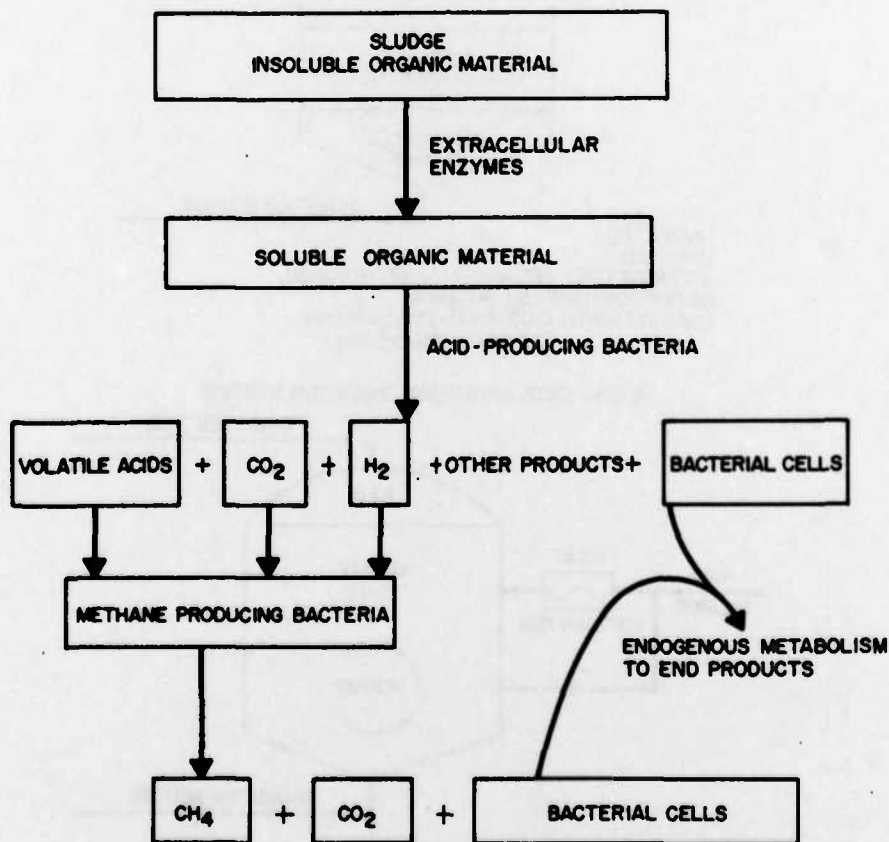 SLUDGE
INSOLUBLE ORGANIC MATERIAL
EXTRACELLULAR
ENZYMES
SOLUBLE ORGANIC MATERIAL
ACID-PRODUCING BACTERIA
VOLATILE ACIDS + CO2 + H2 + OTHER PRODUCTS + BACTERIAL CELLS
METHANE PRODUCING BACTERIA
ENDOGENOUS METABOLISM
TO END PRODUCTS
CH4 + CO2 + BACTERIAL CELLS